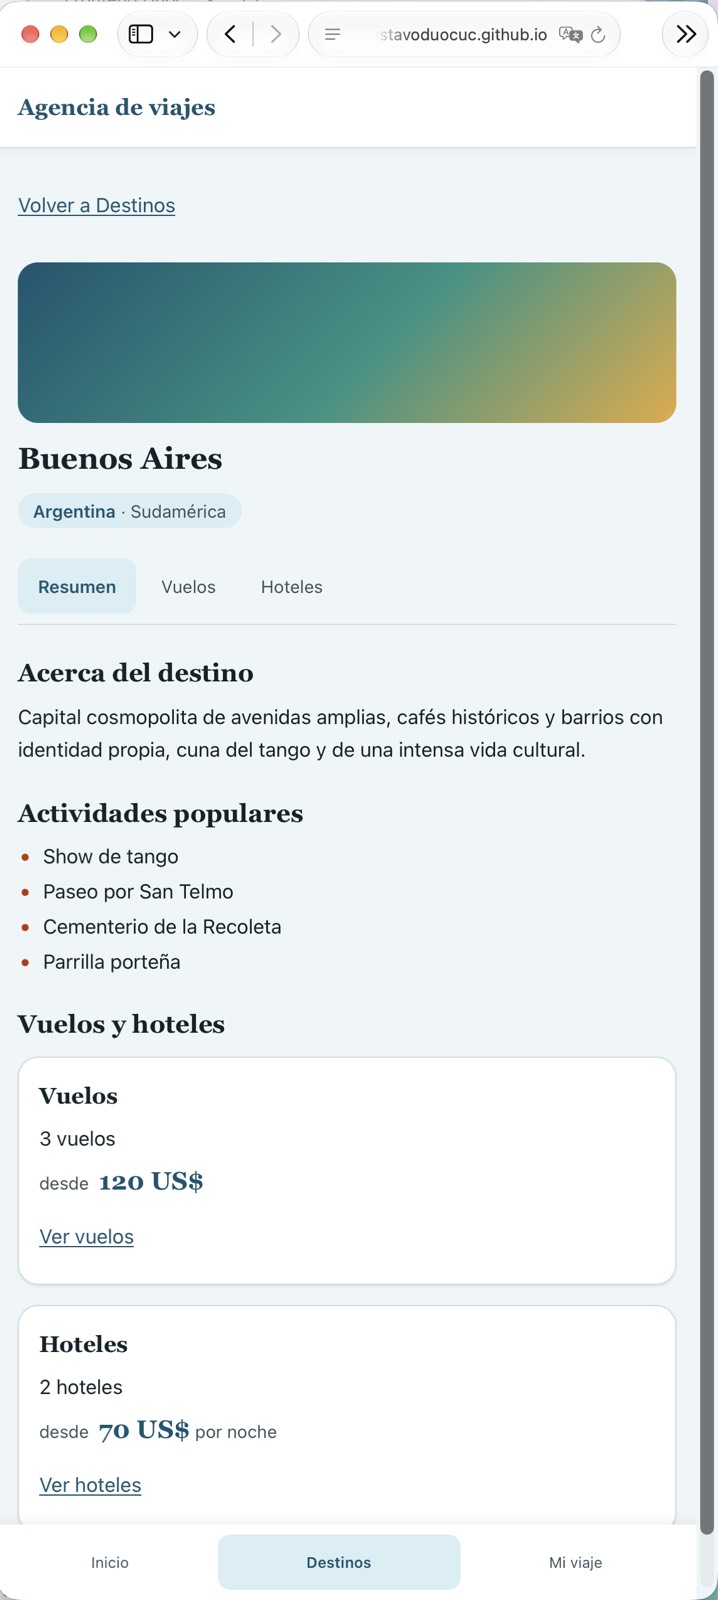 stavoduocuc.github.io
Agencia de viajes
Volver a Destinos
Buenos Aires
Argentina · Sudamérica
Resumen Vuelos Hoteles
Acerca del destino
Capital cosmopolita de avenidas amplias, cafés históricos y barrios con
identidad propia, cuna del tango y de una intensa vida cultural.
Actividades populares
• Show de tango
• Paseo por San Telmo
• Cementerio de la Recoleta
• Parrilla porteña
Vuelos y hoteles
Vuelos
3 vuelos
desde 120 US$
Ver vuelos
Hoteles
2 hoteles
desde 70 US$ por noche
Ver hoteles
Inicio Destinos Mi viaje